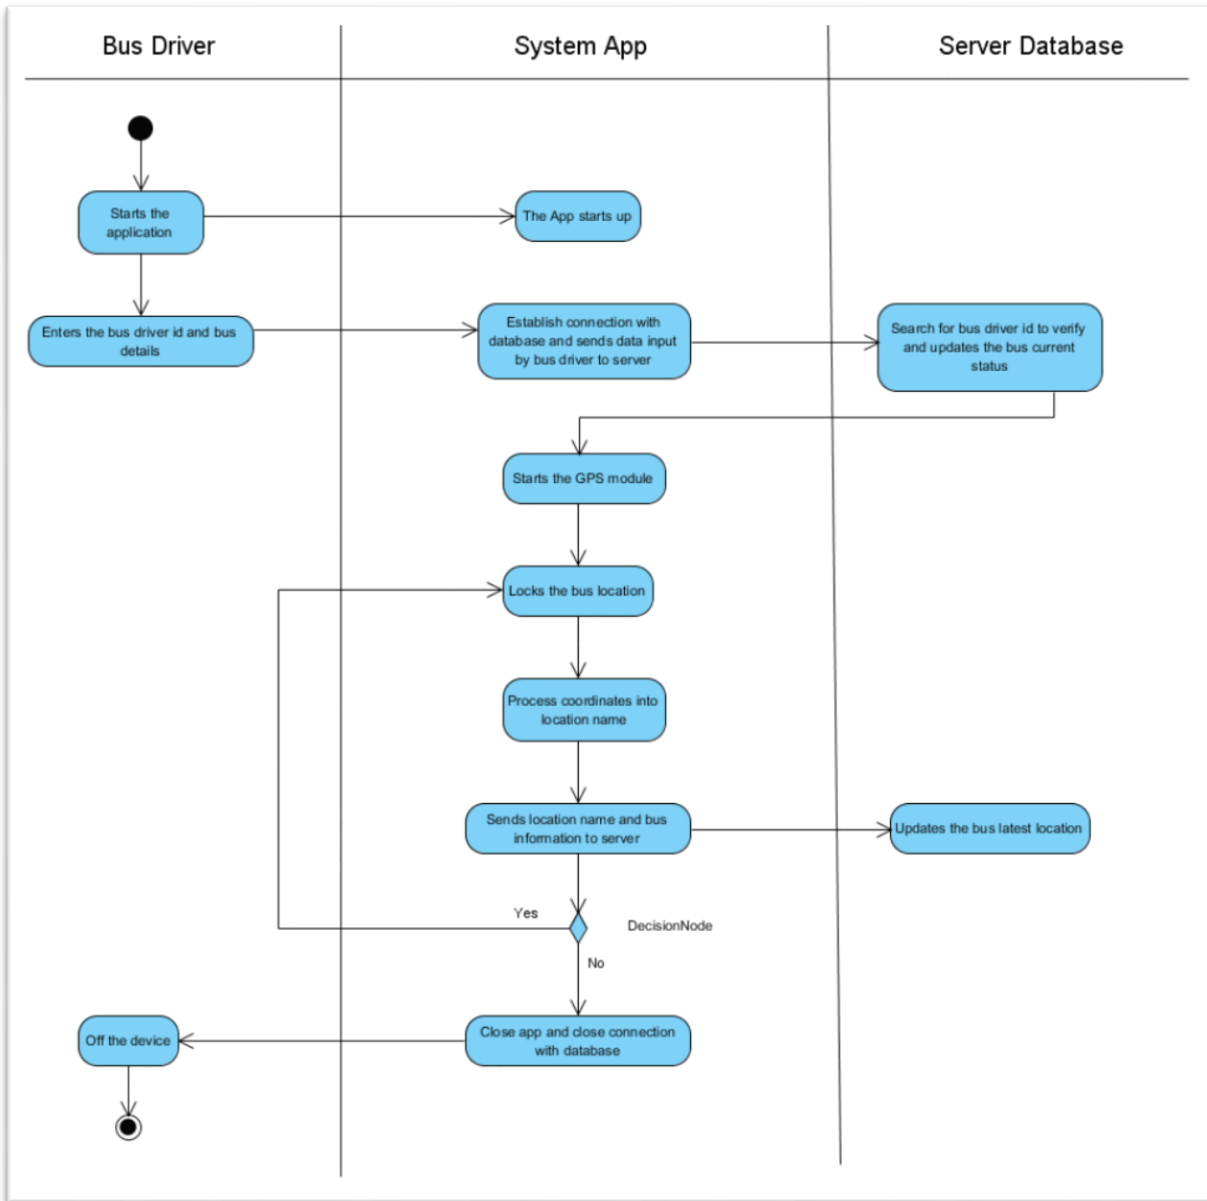 Bus Driver
System App
Server Database
Starts the
application
The App starts up
Enters the bus driver id and bus
details
Establish connection with
database and sends data input
by bus driver to server
Search for bus driver id to verify
and updates the bus current
status
Starts the GPS module
Locks the bus location
Process coordinates into
location name
Sends location name and bus
information to server
Updates the bus latest location
Yes
DecisionNode
No
Close app and close connection
with database
Off the device